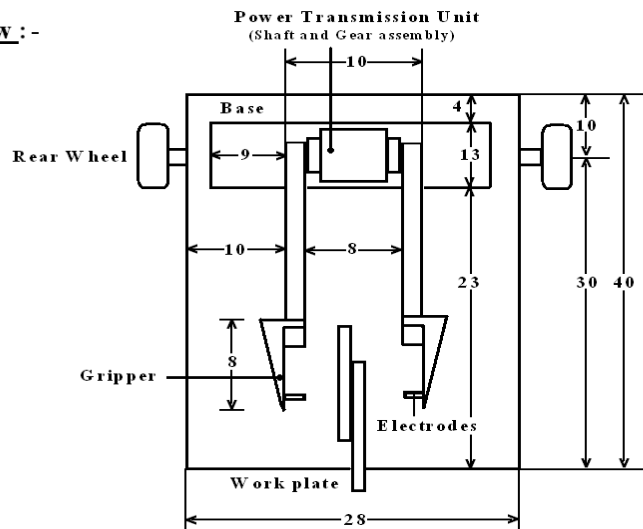 w :-
Power Transmission Unit
(Shaft and Gear assembly)
10
Base
4
10
Rear Wheel
9
13
10
8
23
30
40
8
Gripper
Electrodes
Work plate
28